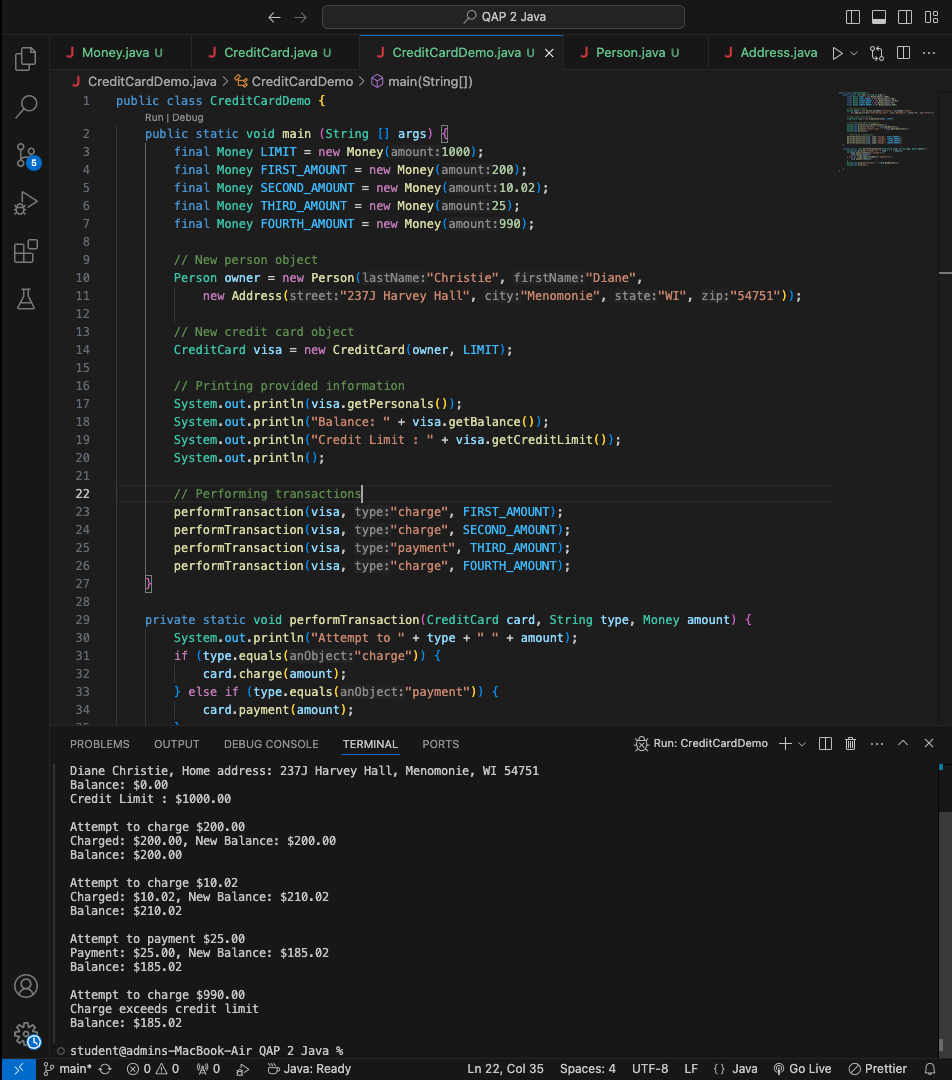 QAP 2 Java
Money.java U
CreditCard.java U
CreditCardDemo.java U
Person.java U
Address.java
CreditCardDemo.java > CreditCardDemo > main(String[])
1 public class CreditCardDemo {
Run | Debug
2 public static void main (String [] args) {
3 final Money LIMIT = new Money(amount:1000);
4 final Money FIRST_AMOUNT = new Money(amount:200);
5 final Money SECOND_AMOUNT = new Money(amount:10.02);
6 final Money THIRD_AMOUNT = new Money(amount:25);
7 final Money FOURTH_AMOUNT = new Money(amount:990);
8
9 // New person object
10 Person owner = new Person(lastName:"Christie", firstName:"Diane",
11 new Address(street:"237J Harvey Hall", city:"Menomonie", state:"WI", zip:"54751"));
12
13 // New credit card object
14 CreditCard visa = new CreditCard(owner, LIMIT);
15
16 // Printing provided information
17 System.out.println(visa.getPersonals());
18 System.out.println("Balance: " + visa.getBalance());
19 System.out.println("Credit Limit : " + visa.getCreditLimit());
20 System.out.println();
21
22 // Performing transactions
23 performTransaction(visa, type:"charge", FIRST_AMOUNT);
24 performTransaction(visa, type:"charge", SECOND_AMOUNT);
25 performTransaction(visa, type:"payment", THIRD_AMOUNT);
26 performTransaction(visa, type:"charge", FOURTH_AMOUNT);
27 }
28
29 private static void performTransaction(CreditCard card, String type, Money amount) {
30 System.out.println("Attempt to " + type + " " + amount);
31 if (type.equals(anObject:"charge")) {
32 card.charge(amount);
33 } else if (type.equals(anObject:"payment")) {
34 card.payment(amount);
PROBLEMS OUTPUT DEBUG CONSOLE TERMINAL PORTS
Run: CreditCardDemo
Diane Christie, Home address: 237J Harvey Hall, Menomonie, WI 54751
Balance: $0.00
Credit Limit : $1000.00
Attempt to charge $200.00
Charged: $200.00, New Balance: $200.00
Balance: $200.00
Attempt to charge $10.02
Charged: $10.02, New Balance: $210.02
Balance: $210.02
Attempt to payment $25.00
Payment: $25.00, New Balance: $185.02
Balance: $185.02
Attempt to charge $990.00
Charge exceeds credit limit
Balance: $185.02
student@admins-MacBook-Air QAP 2 Java %
5
main* 0 0 0 Java: Ready Ln 22, Col 35 Spaces: 4 UTF-8 LF {} Java Go Live Prettier